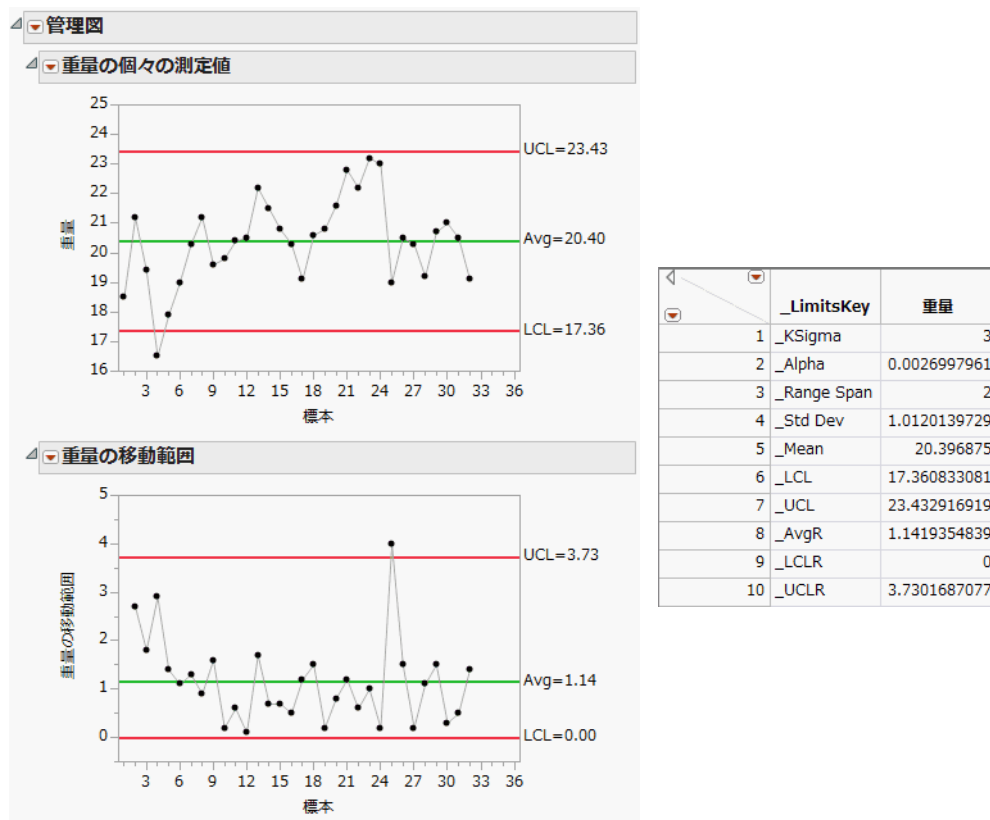 管理図
重量の個々の測定値
25
24
23
22
21
20
19
18
17
16
重量
UCL=23.43
Avg=20.40
LCL=17.36
3 6 9 12 15 18 21 24 27 30 33 36
標本
重量の移動範囲
5
4
3
2
1
0
重量の移動範囲
UCL=3.73
Avg=1.14
LCL=0.00
3 6 9 12 15 18 21 24 27 30 33 36
標本
_LimitsKey 重量
1 _KSigma 3
2 _Alpha 0.0026997961
3 _Range Span 2
4 _Std Dev 1.0120139729
5 _Mean 20.396875
6 _LCL 17.360833081
7 _UCL 23.432916919
8 _AvgR 1.1419354839
9 _LCLR 0
10 _UCLR 3.7301687077